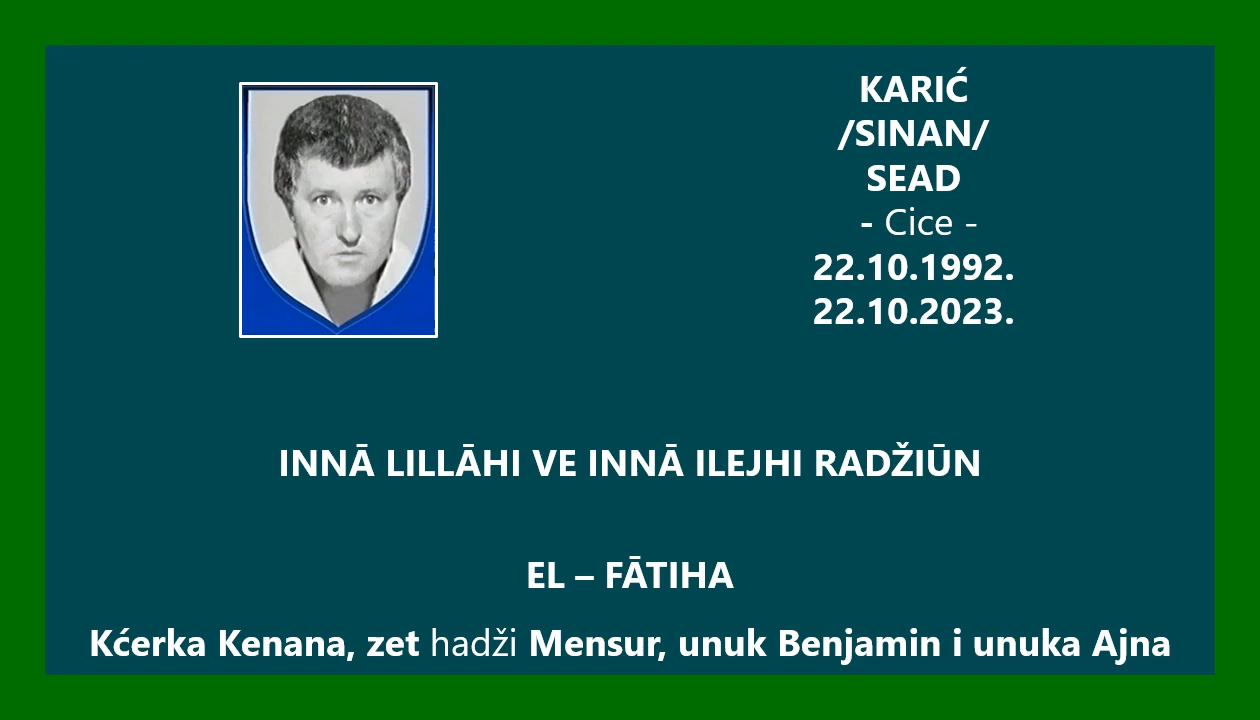 KARIĆ
/SINAN/
SEAD
- Cice -
22.10.1992.
22.10.2023.
INNĀ LILLĀHI VE INNĀ ILEJHI RADŽIŪN
EL – FĀTIHA
Kćerka Kenana, zet hadži Mensur, unuk Benjamin i unuka Ajna